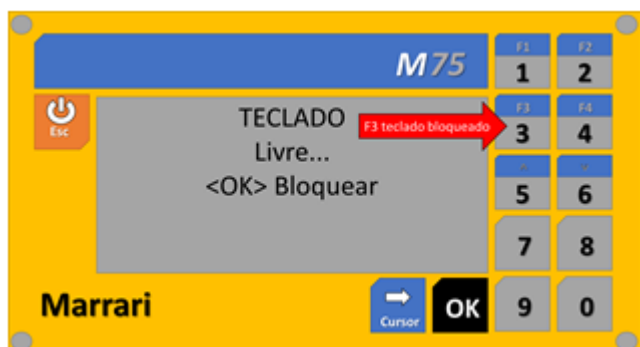 M75
F1
F2
1
2
Esc
TECLADO
Livre...
<OK> Bloquear
F3 teclado bloqueado
F3
F4
3
4
5
6
7
8
Marrari
Cursor
OK
9
0